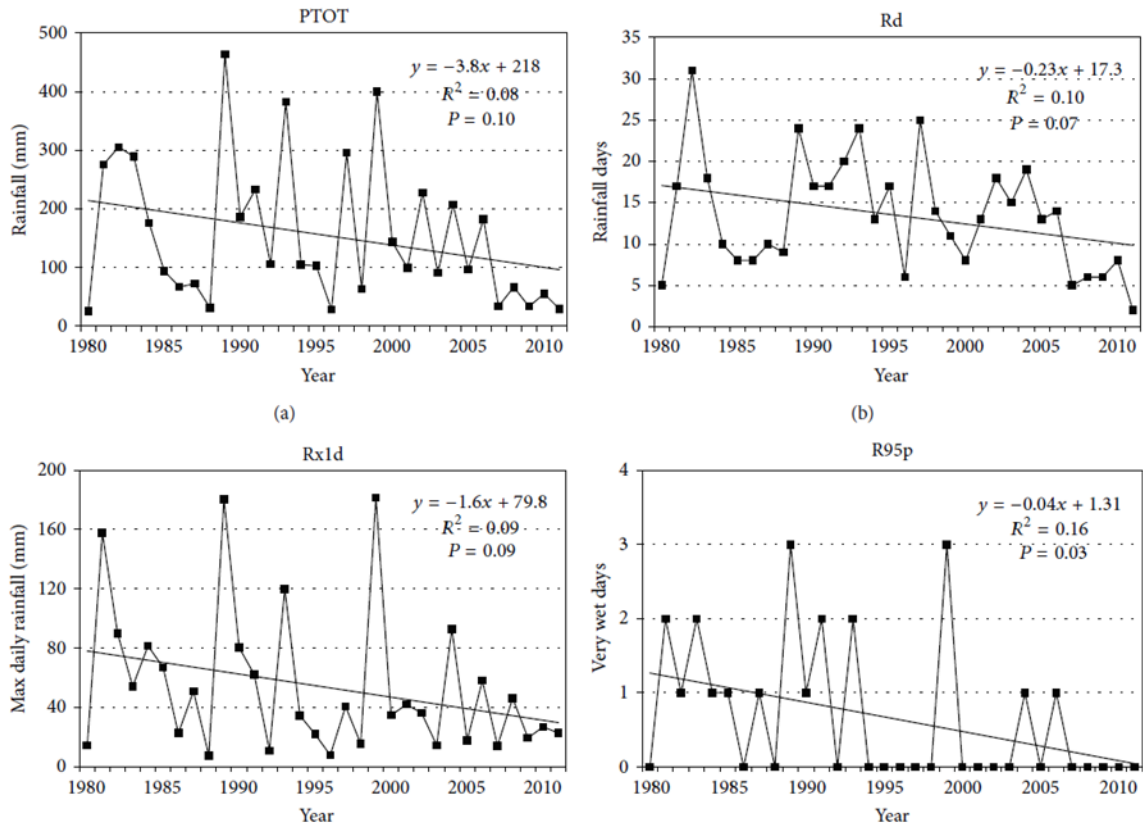 PTOT
500
400
300
200
100
0
Rainfall (mm)
y = −3.8x + 218
R² = 0.08
P = 0.10
1980 1985 1990 1995 2000 2005 2010
Year
(a)
Rd
35
30
25
20
15
10
5
0
Rainfall days
y = −0.23x + 17.3
R² = 0.10
P = 0.07
1980 1985 1990 1995 2000 2005 2010
Year
(b)
Rx1d
200
160
120
80
40
0
Max daily rainfall (mm)
y = −1.6x + 79.8
R² = 0.09
P = 0.09
1980 1985 1990 1995 2000 2005 2010
Year
R95p
4
3
2
1
0
Very wet days
y = −0.04x + 1.31
R² = 0.16
P = 0.03
1980 1985 1990 1995 2000 2005 2010
Year